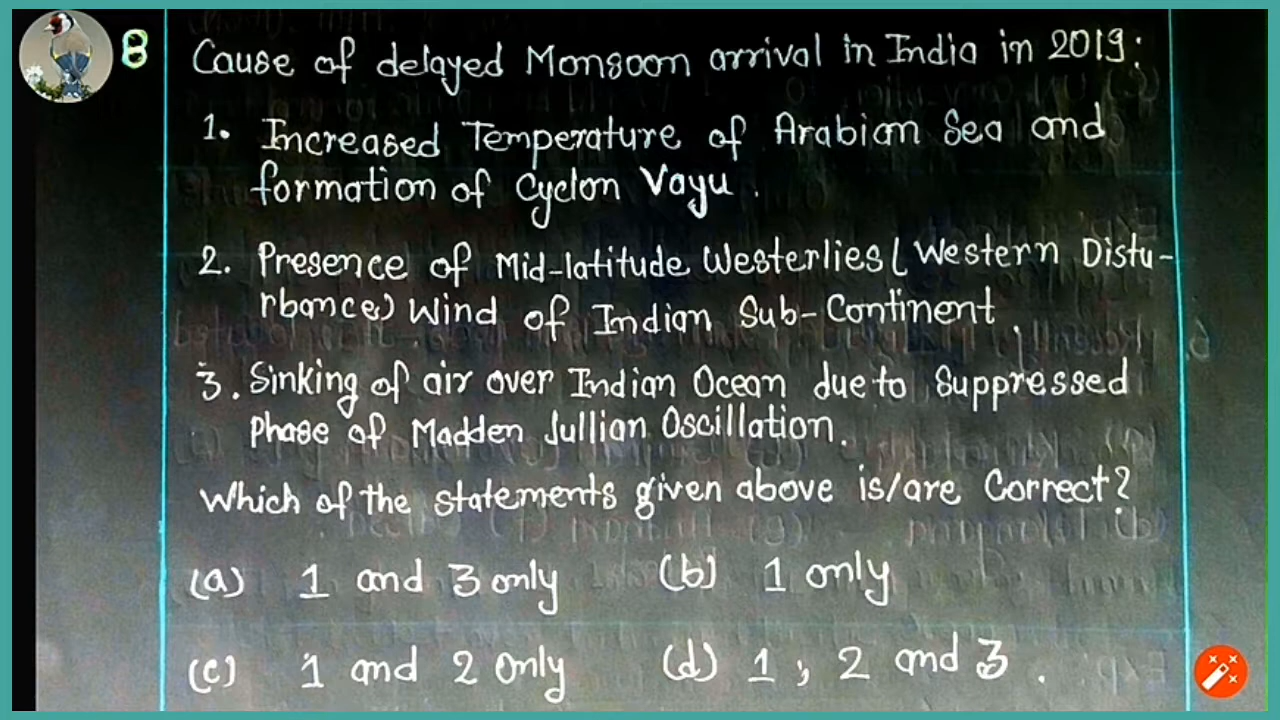 8 Cause of delayed Monsoon arrival in India in 2019:
1. Increased Temperature of Arabian Sea and
formation of Cyclon Vayu.
2. Presence of Mid-latitude Westerlies (Western Distu-
rbance) Wind of Indian Sub-Continent.
3. Sinking of air over Indian Ocean due to Suppressed
Phase of Madden Jullian Oscillation.
Which of the statements given above is/are Correct?
(a) 1 and 3 only (b) 1 only
(c) 1 and 2 only (d) 1, 2 and 3.